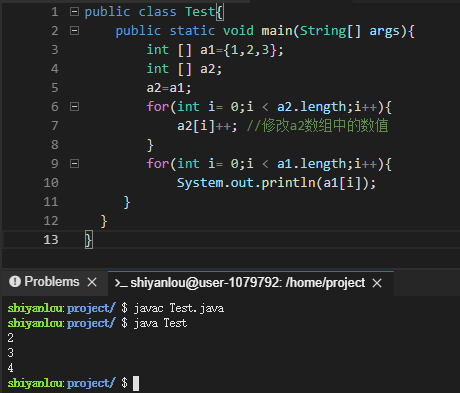 1 public class Test{
2 public static void main(String[] args){
3 int [] a1={1,2,3};
4 int [] a2;
5 a2=a1;
6 for(int i= 0;i < a2.length;i++){
7 a2[i]++; //修改a2数组中的数值
8 }
9 for(int i= 0;i < a1.length;i++){
10 System.out.println(a1[i]);
11 }
12 }
13 }
Problems × >_shiyanlou@user-1079792: /home/project ×
shiyanlou:project/ $ javac Test.java
shiyanlou:project/ $ java Test
2
3
4
shiyanlou:project/ $